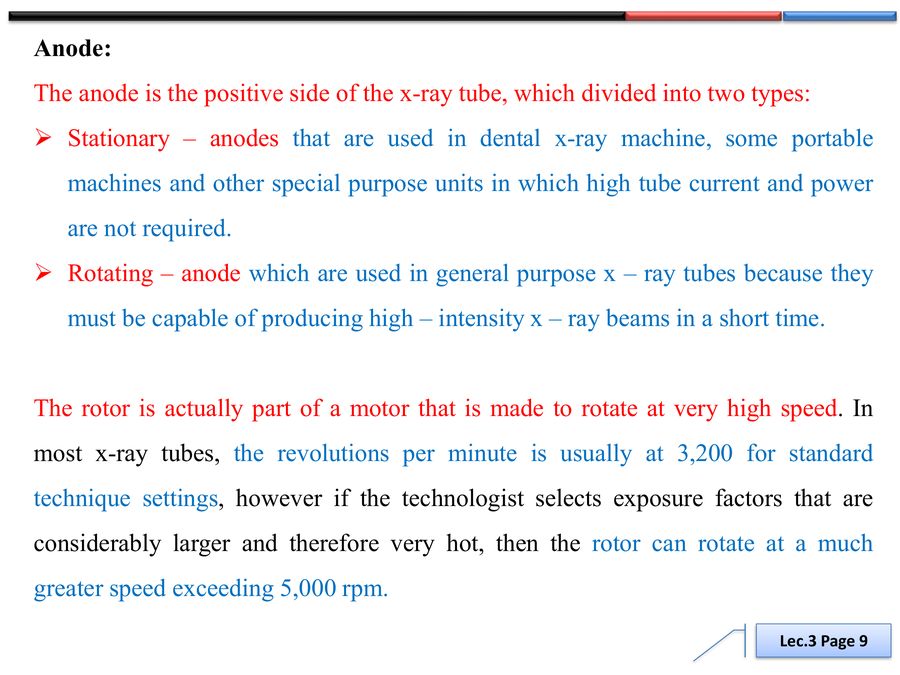 Anode:
The anode is the positive side of the x-ray tube, which divided into two types:
➢ Stationary – anodes that are used in dental x-ray machine, some portable
machines and other special purpose units in which high tube current and power
are not required.
➢ Rotating – anode which are used in general purpose x – ray tubes because they
must be capable of producing high – intensity x – ray beams in a short time.
The rotor is actually part of a motor that is made to rotate at very high speed. In
most x-ray tubes, the revolutions per minute is usually at 3,200 for standard
technique settings, however if the technologist selects exposure factors that are
considerably larger and therefore very hot, then the rotor can rotate at a much
greater speed exceeding 5,000 rpm.
Lec.3 Page 9